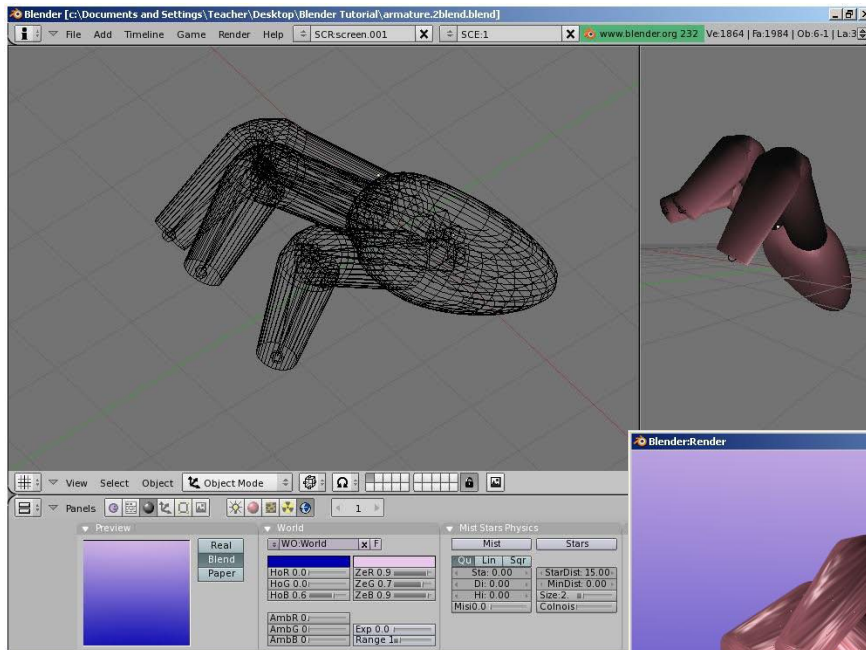 Blender [c:\Documents and Settings\Teacher\Desktop\Blender Tutorial\armature.2blend.blend]
File Add Timeline Game Render Help SCR:screen.001 X SCE:1 X www.blender.org 232 Ve:1864 | Fa:1984 | Ob:6-1 | La:3
Blender:Render
View Select Object Object Mode
Panels 1
Preview World Mist Stars Physics
Real WO:World X F Mist Stars
Blend Qu Lin Sqr
Paper HoR 0.0 ZeR 0.9 Sta: 0.00 StarDist: 15.00
HoG 0.0 ZeG 0.7 Di: 0.00 MinDist: 0.00
HoB 0.6 ZeB 0.9 Hi: 0.00 Size:2.
Misi0.0 Colnois
AmbR 0.
AmbG 0. Exp 0.0
AmbB 0. Range 1.